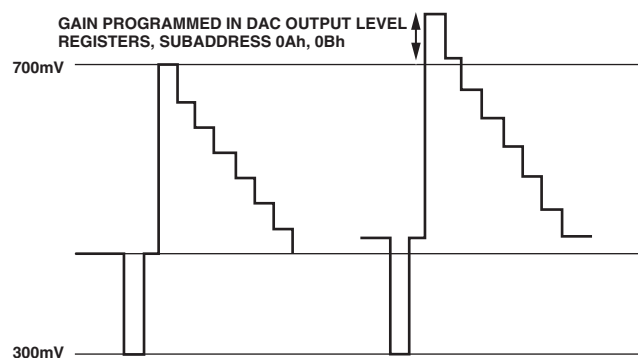 GAIN PROGRAMMED IN DAC OUTPUT LEVEL
REGISTERS, SUBADDRESS 0Ah, 0Bh
700mV
300mV